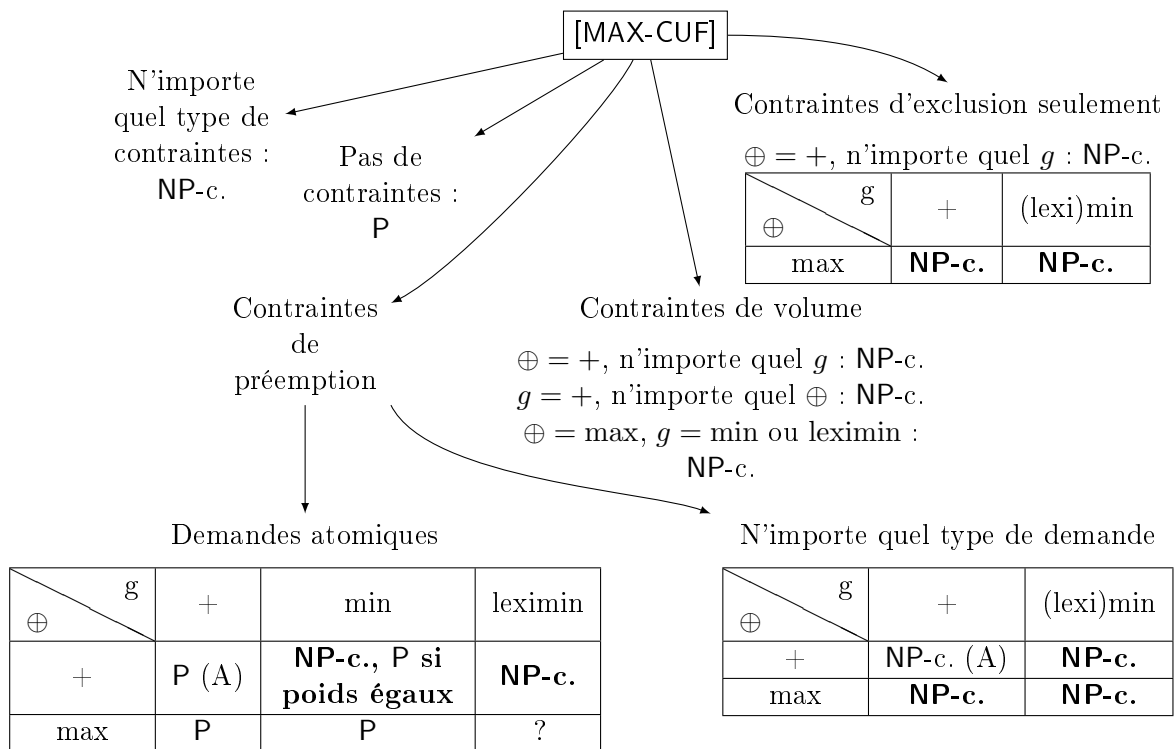 [MAX-CUF]
N'importe
quel type de
contraintes :
NP-c.
Pas de
contraintes :
P
Contraintes d'exclusion seulement
⊕ = +, n'importe quel g : NP-c.
g
⊕
+
(lexi)min
max
NP-c.
NP-c.
Contraintes
de
préemption
Contraintes de volume
⊕ = +, n'importe quel g : NP-c.
g = +, n'importe quel ⊕ : NP-c.
⊕ = max, g = min ou leximin :
NP-c.
Demandes atomiques
g
⊕
+
min
leximin
+
P (A)
NP-c., P si
poids égaux
NP-c.
max
P
P
?
N'importe quel type de demande
g
⊕
+
(lexi)min
+
NP-c. (A)
NP-c.
max
NP-c.
NP-c.